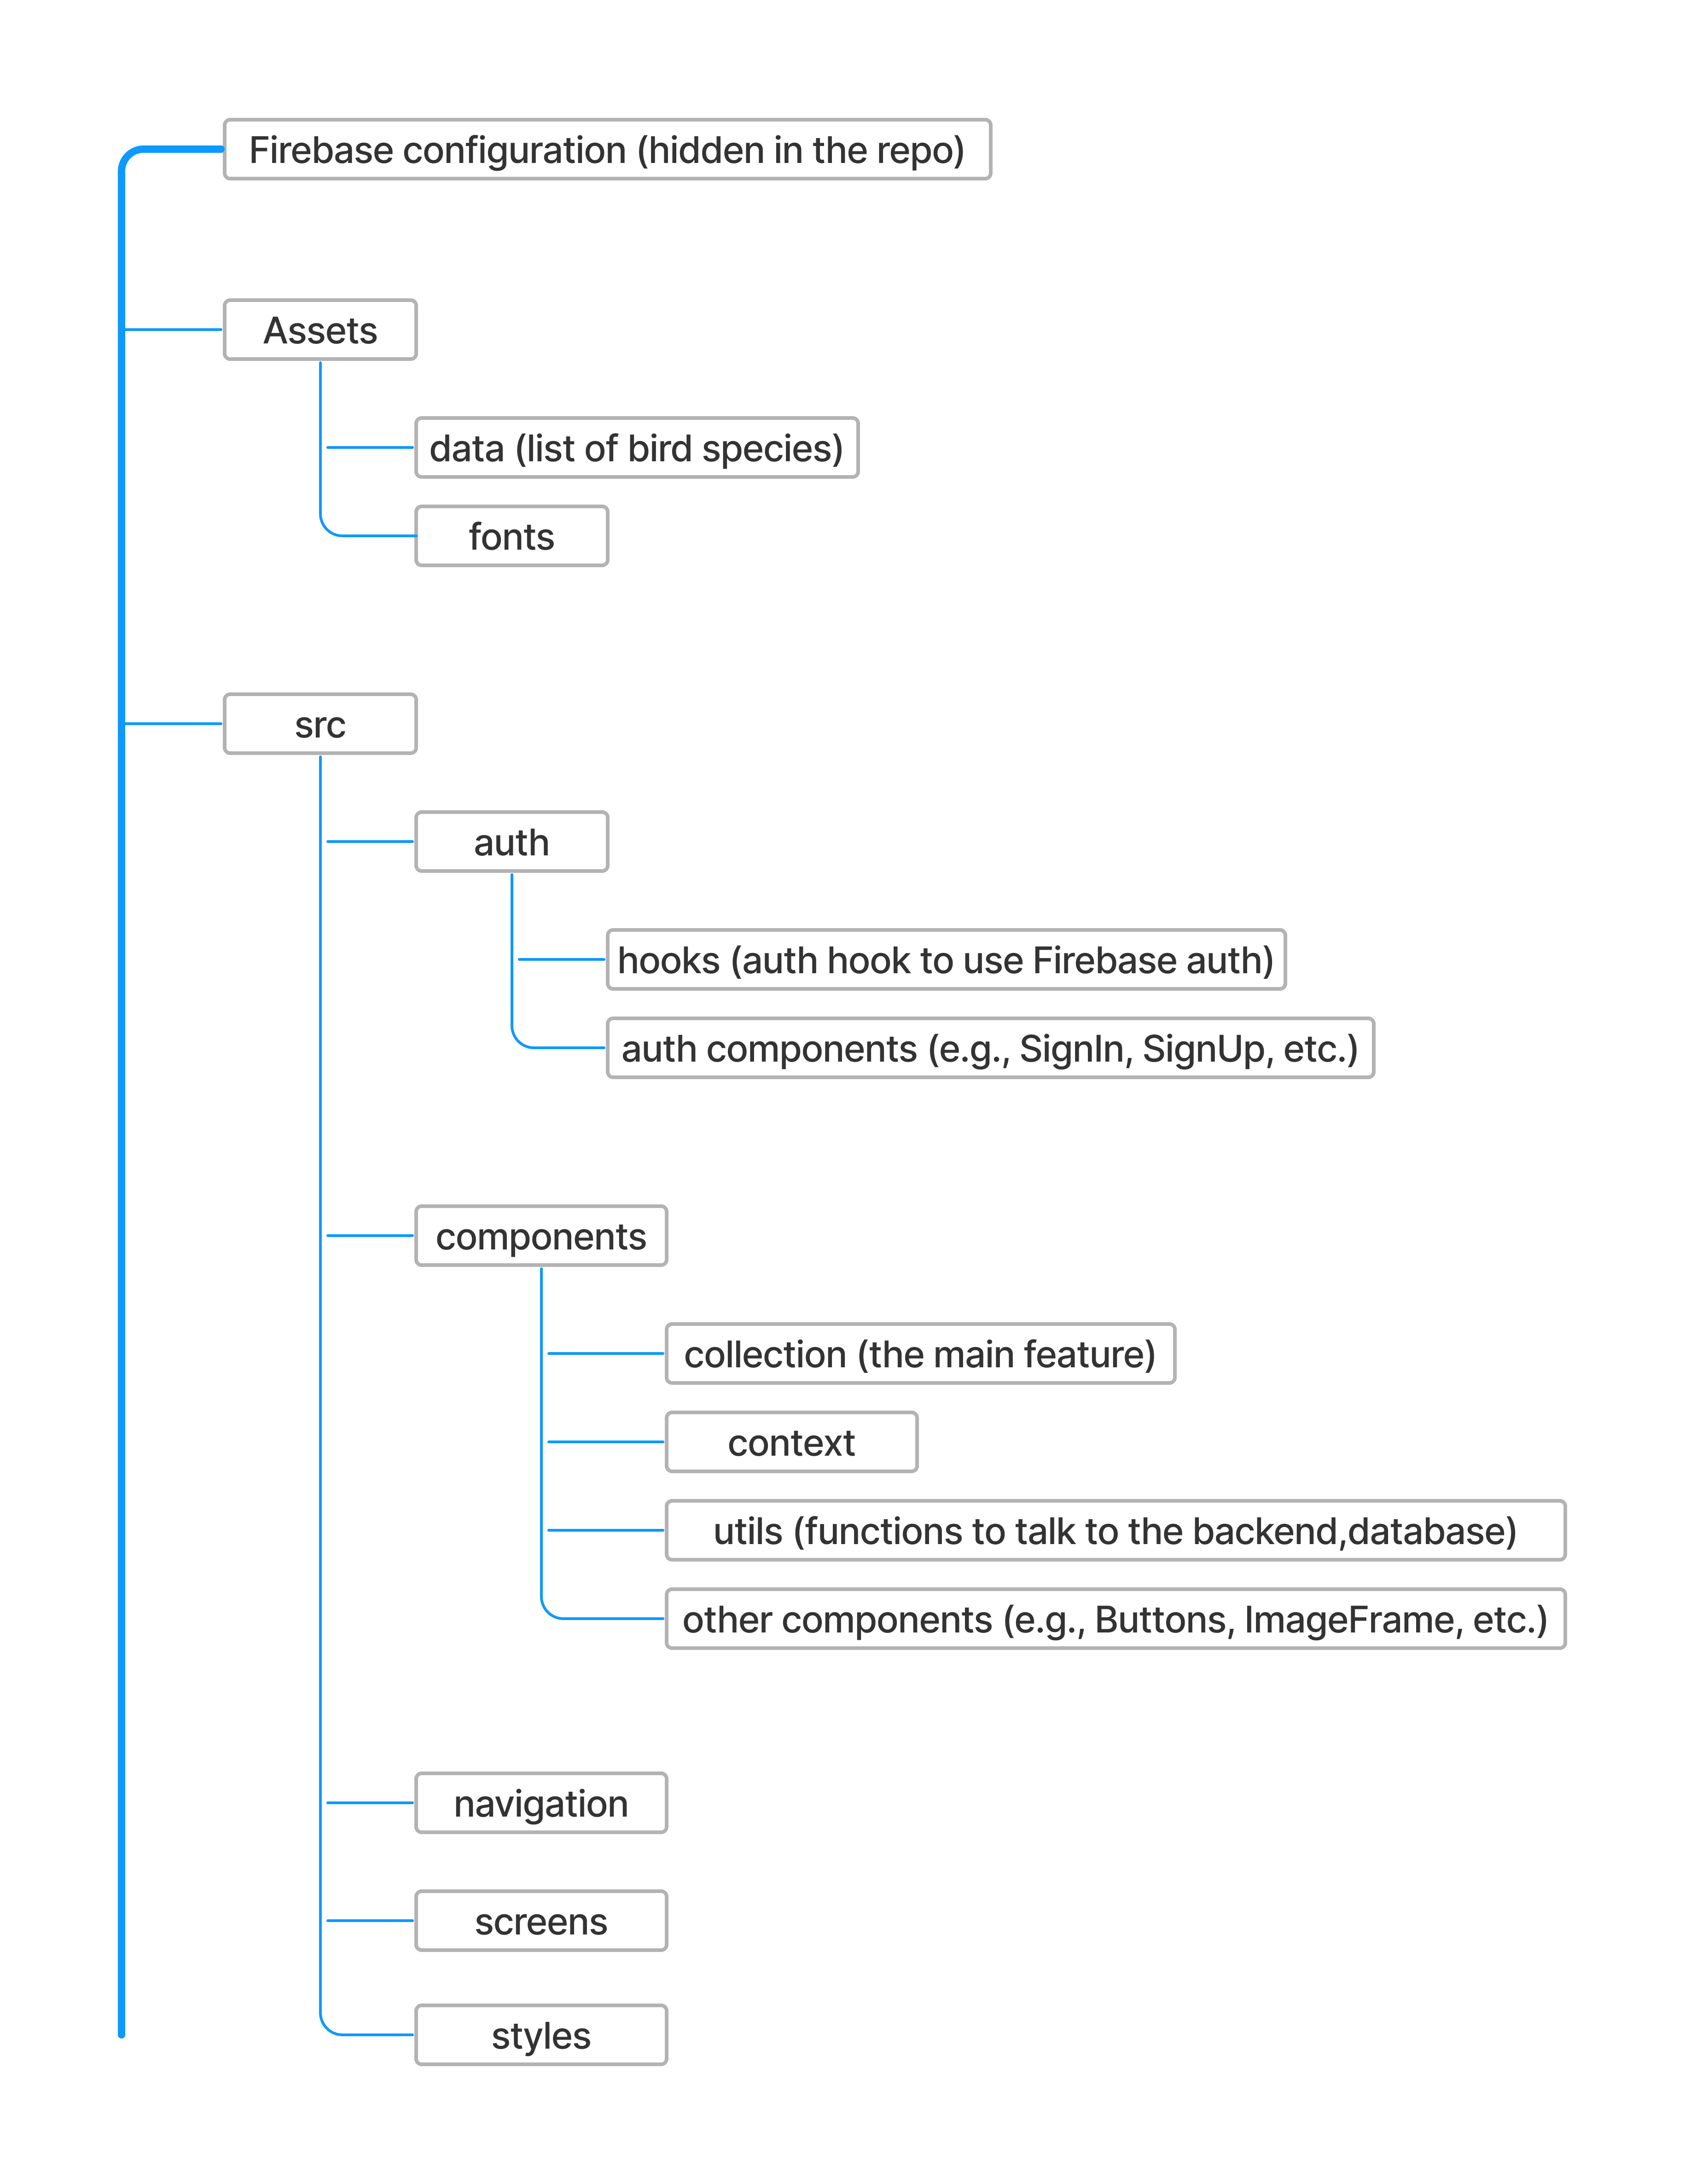 Firebase configuration (hidden in the repo)
Assets
data (list of bird species)
fonts
src
auth
hooks (auth hook to use Firebase auth)
auth components (e.g., SignIn, SignUp, etc.)
components
collection (the main feature)
context
utils (functions to talk to the backend,database)
other components (e.g., Buttons, ImageFrame, etc.)
navigation
screens
styles